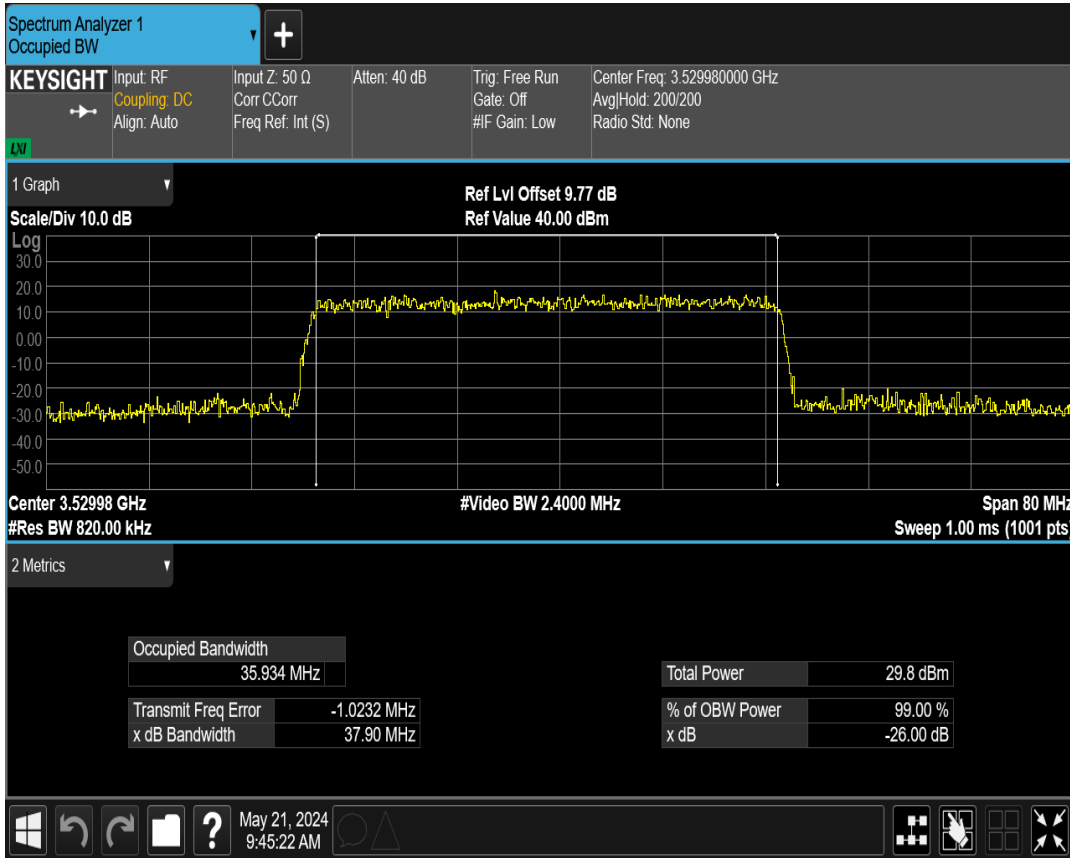 Spectrum Analyzer 1
Occupied BW
KEYSIGHT
LXI
Input: RF
Coupling: DC
Align: Auto
Input Z: 50 Ω
Corr CCorr
Freq Ref: Int (S)
Atten: 40 dB
Trig: Free Run
Gate: Off
#IF Gain: Low
Center Freq: 3.529980000 GHz
Avg|Hold: 200/200
Radio Std: None
1 Graph
Scale/Div 10.0 dB
Ref Lvl Offset 9.77 dB
Ref Value 40.00 dBm
Log
30.0
20.0
10.0
0.00
-10.0
-20.0
-30.0
-40.0
-50.0
Center 3.52998 GHz
#Video BW 2.4000 MHz
Span 80 MHz
#Res BW 820.00 kHz
Sweep 1.00 ms (1001 pts)
2 Metrics
Occupied Bandwidth
35.934 MHz
Transmit Freq Error -1.0232 MHz
x dB Bandwidth 37.90 MHz
Total Power 29.8 dBm
% of OBW Power 99.00 %
x dB -26.00 dB
?
May 21, 2024
9:45:22 AM